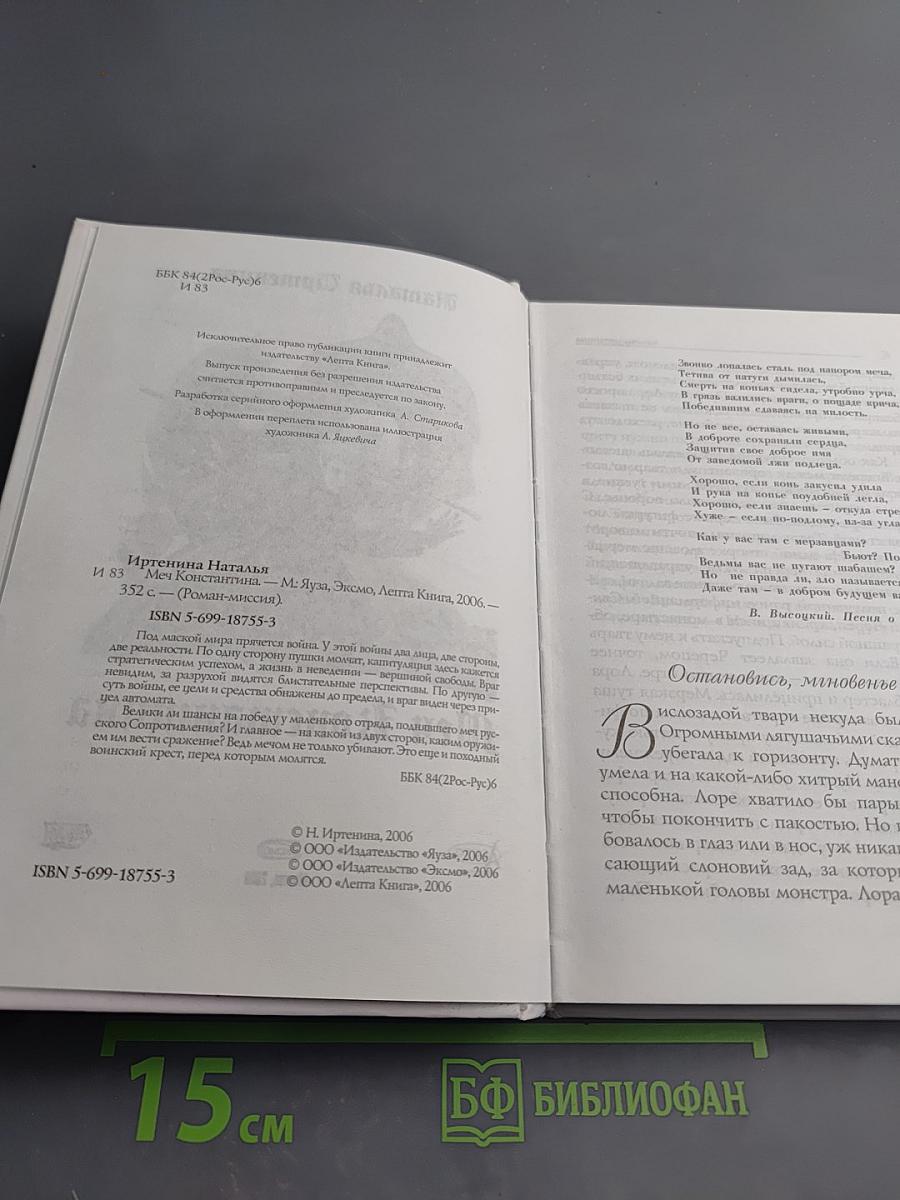 ББК 84(2Рос-Рус)6
И 83
Исключительное право публикации книги принадлежит
издательству «Лепта Книга».
Выпуск произведения без разрешения издательства
считается противоправным и преследуется по закону.
Разработка серийного оформления художника А. Старикова
В оформлении переплета использована иллюстрация
художника А. Яцкевича
Иртенина Наталья
И 83 Меч Константина. — М.: Яуза, Эксмо, Лепта Книга, 2006. —
352 с. — (Роман-миссия).
ISBN 5-699-18755-3
Под маской мира прячется война. У этой войны два лица, две стороны,
две реальности. По одну сторону пушки молчат, капитуляция здесь кажется
стратегическим успехом, а жизнь в неведении — вершиной свободы. Враг
невидим, за разрухой видятся блистательные перспективы. По другую —
суть войны, ее цели и средства обнажены до предела, и враг виден через при-
цел автомата.
Велики ли шансы на победу у маленького отряда, поднявшего меч рус-
ского Сопротивления? И главное — на какой из двух сторон, каким оружи-
ем им вести сражение? Ведь мечом не только убивают. Это еще и походный
воинский крест, перед которым молятся.
ББК 84(2Рос-Рус)6
© Н. Иртенина, 2006
© ООО «Издательство «Яуза», 2006
© ООО «Издательство «Эксмо», 2006
© ООО «Лепта Книга», 2006
ISBN 5-699-18755-3
Звонко лопалась сталь под напором меча,
Тетива от натуги дымилась,
Смерть на копьях сидела, утробно урча,
В грязь валились враги, о пощаде крича,
Победившим сдаваясь на милость.
Но не все, оставаясь живыми,
В доброте сохраняли сердца,
Защитив свое доброе имя
От заведомой лжи подлеца.
Хорошо, если конь закусил удила
И рука на копье поудобней легла,
Хорошо, если знаешь — откуда
Хуже — если по-подлому, из-за угла
Как у вас там с мерзавцами?
Бьют?
Ведьмы вас не пугают шабашем?
Но не правда ли, зло называется
Даже там — в добром будущем
В. Высоцкий. Песня о
Остановись, мгновенье
Вислозадой твари некуда
Огромными лягушачьими
убегала к горизонту.
умела и на какой-либо хитрый
способна. Лоре хватило бы
чтобы покончить с пакостью. Но
бовалось в глаз или в нос, уж
сающий слоновий зад, за
маленькой головы монстра. Лора
15 см
БФ БИБЛИОФАН